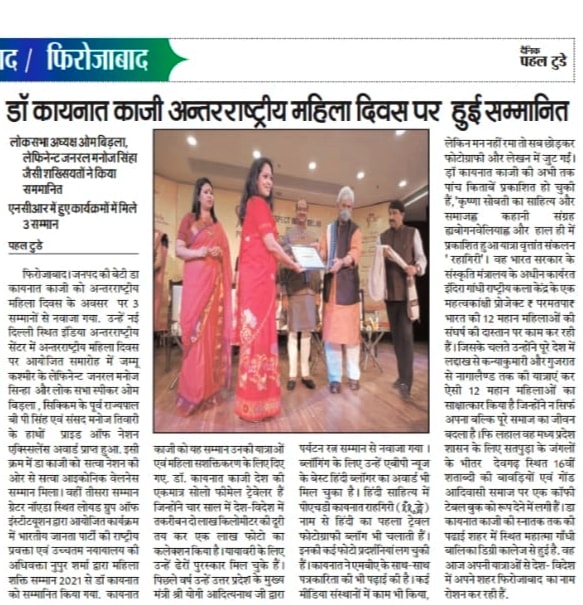 ाद / फिरोजाबाद
दैनिक
पहल टुडे
डॉ कायनात काजी अन्तरराष्ट्रीय महिला दिवस पर हुई सम्मानित
लोकसभा अध्यक्ष ओम बिड़ला,
लेफिनेन्ट जनरल मनोज सिंहा
जैसी शख्सियतों ने किया
सममानित
एनसीआर में हुए कार्यक्रमों में मिले
3 सम्मान
पहल टुडे
फिरोजाबाद। जनपद की बेटी डा
कायनात काजी को अन्तरराष्ट्रीय
महिला दिवस के अवसर पर 3
सम्मानों से नवाजा गया। उन्हें नई
दिल्ली स्थित इंडिया अन्तरराष्ट्रीय
सेंटर में अन्तरराष्ट्रीय महिला दिवस
पर आयोजित समारोह में जम्मू
कश्मीर के लेफ्निेन्ट जनरल मनोज
सिन्हा और लोक सभा स्पीकर ओम
बिड़ला, सिक्किम के पूर्व राज्यपाल
वी पी सिंह एवं संसद मनोज तिवारी
के हाथों प्राइड ऑफ नेशन
एक्सिलेंस अवार्ड प्राप्त हुआ। इसी
क्रम में डा काजी को सत्वा नेशन की
ओर से सत्वा आइकोनिक वेलनेस
सम्मान मिला। वहीं तीसरा सम्मान
ग्रेटर नॉएडा स्थित लोयड ग्रुप ऑफ
इंस्टीट्यूशन द्वारा आयोजित कार्यक्रम
में भारतीय जानता पार्टी की राष्ट्रीय
प्रवक्ता एवं उच्चतम नयायालय की
अधिवक्ता नुपुर शर्मा द्वारा महिला
शक्ति सम्मान 2021 से डॉ कायनात
को सम्मानित किया गया। कायनात
काजी को यह सम्मान उनकी यात्राओं
एवं महिला सशक्तिकरण के लिए दिए
गए। डॉ. कायनात काजी देश की
एकमात्र सोलो फीमेल ट्रैवेलर हैं
जिन्होंने चार साल में देश-विदेश में
तकरीबन दो लाख किलोमीटर की दूरी
तय कर एक लाख फोटो का
कलेक्शन किया है। यायावरी के लिए
उन्हें ढेरों पुरस्कार मिल चुके हैं।
पिछले वर्ष उन्हें उत्तर प्रदेश के मुख्य
मंत्री श्री योगी आदित्यनाथ जी द्वारा
पर्यटन रत्न सम्मान से नवाजा गया।
ब्लॉगिंग के लिए उन्हें एबीपी न्यूज
के बेस्ट हिंदी ब्लॉगर का अवार्ड भी
मिल चुका है। हिंदी साहित्य में
पीएचडी कायनात राहगिरी
नाम से हिंदी का पहला ट्रेवल
फोटोग्राफी ब्लॉग भी चलाती हैं।
इनकी कई फोटो प्रदर्शनियां लग चुकी
हैं। कायनात ने एमबीए के साथ-साथ
पत्रकारिता की भी पढ़ाई की है। कई
मीडिया संस्थानों में काम भी किया,
लेकिन मन नहीं रमा तो सब छोड़कर
फोटोग्राफी और लेखन में जुट गईं।
डॉ कायनात काजी की अभी तक
पांच किताबें प्रकाशित हो चुकी
हैं, 'कृष्णा सोबती का साहित्य और
समाजह्न कहानी संग्रह
ह्यबोगनवेलियाह्न और हाल ही में
प्रकाशित हुआ यात्रा वृत्तांत संकलन
' रहागिरी'। वह भारत सरकार के
संस्कृति मंत्रालय के अधीन कार्यरत
इंदिरा गांधी राष्ट्रीय कला केंद्र के एक
महत्वकांक्षी प्रोजेक्ट
भारत की 12 महान महिलाओं की
संघर्ष की दास्तान पर काम कर रही
हैं। जिसके चलते उन्होंने पूरे देश में
लद्दाख से कन्याकुमारी और गुजरात
से नागालैण्ड तक की यात्राएं कर
ऐसी 12 महान महिलाओं का
साक्षात्कार किया है जिन्होंने न सिर्फ
अपना बल्कि पूरे समाज का जीवन
बदला है। फि लहाल वह मध्य प्रदेश
शासन के लिए सतपुड़ा के जंगलों
के भीतर देवगढ़ स्थित 16वीं
शताब्दी की बावड़ियों एवं गोंड
आदिवासी समाज पर एक कॉफी
टेबल बुक को रूप देने में लगी हैं। डा
कायनात काजी की स्नातक तक की
पढाई शहर में स्थित महात्मा गाँधी
बालिका डिग्री कालेज से हुई है. वह
आज अपनी यात्राओं से देश- विदेश
में अपने शहर फिरोजाबाद का नाम
रोशन कर रही हैं.